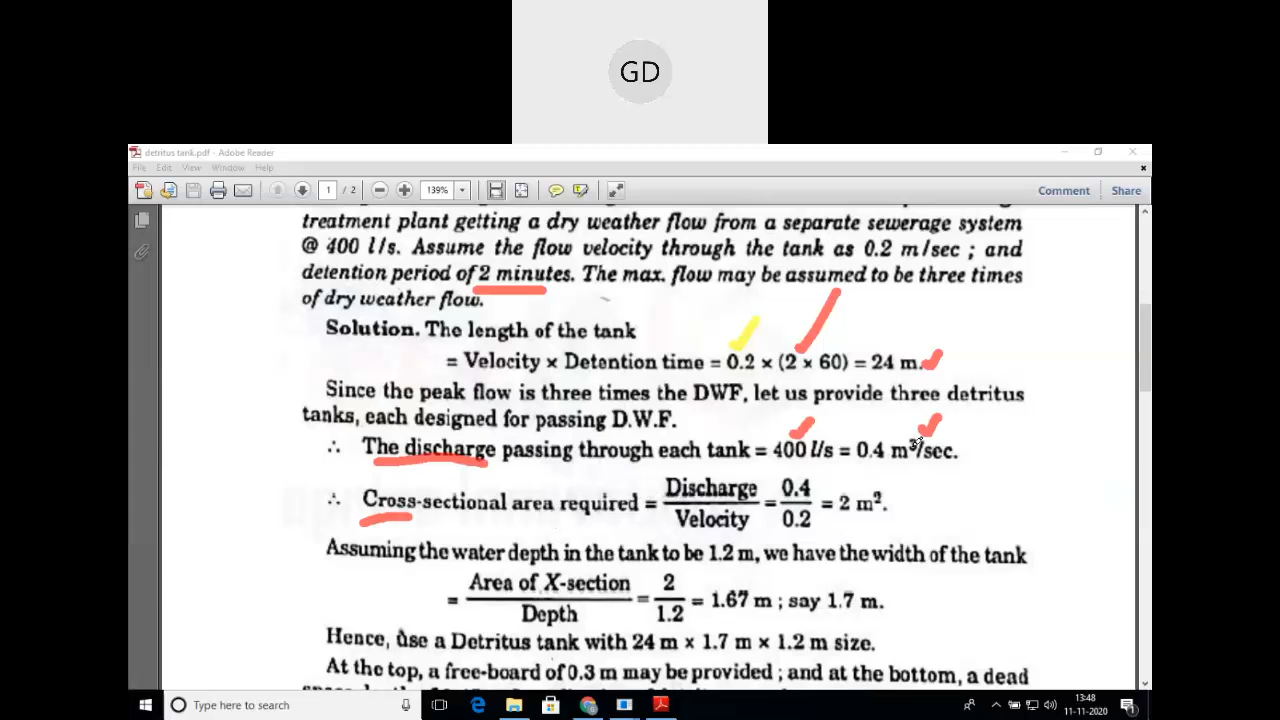 GD
detritus tank.pdf - Adobe Reader
File Edit View Window Help
1 / 2 139% Comment Share
treatment plant getting a dry weather flow from a separate sewerage system
@ 400 l/s. Assume the flow velocity through the tank as 0.2 m/sec ; and
detention period of 2 minutes. The max. flow may be assumed to be three times
of dry weather flow.
Solution. The length of the tank
= Velocity × Detention time = 0.2 × (2 × 60) = 24 m.
Since the peak flow is three times the DWF, let us provide three detritus
tanks, each designed for passing D.W.F.
∴ The discharge passing through each tank = 400 l/s = 0.4 m³/sec.
∴ Cross-sectional area required = Discharge / Velocity = 0.4 / 0.2 = 2 m².
Assuming the water depth in the tank to be 1.2 m, we have the width of the tank
= Area of X-section / Depth = 2 / 1.2 = 1.67 m ; say 1.7 m.
Hence, use a Detritus tank with 24 m × 1.7 m × 1.2 m size.
At the top, a free-board of 0.3 m may be provided ; and at the bottom, a dead
Type here to search
13:48
11-11-2020
1